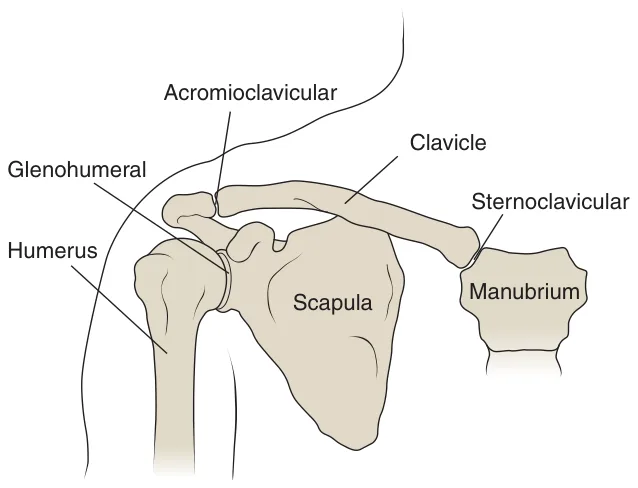 Acromioclavicular
Clavicle
Glenohumeral
Sternoclavicular
Humerus
Scapula
Manubrium